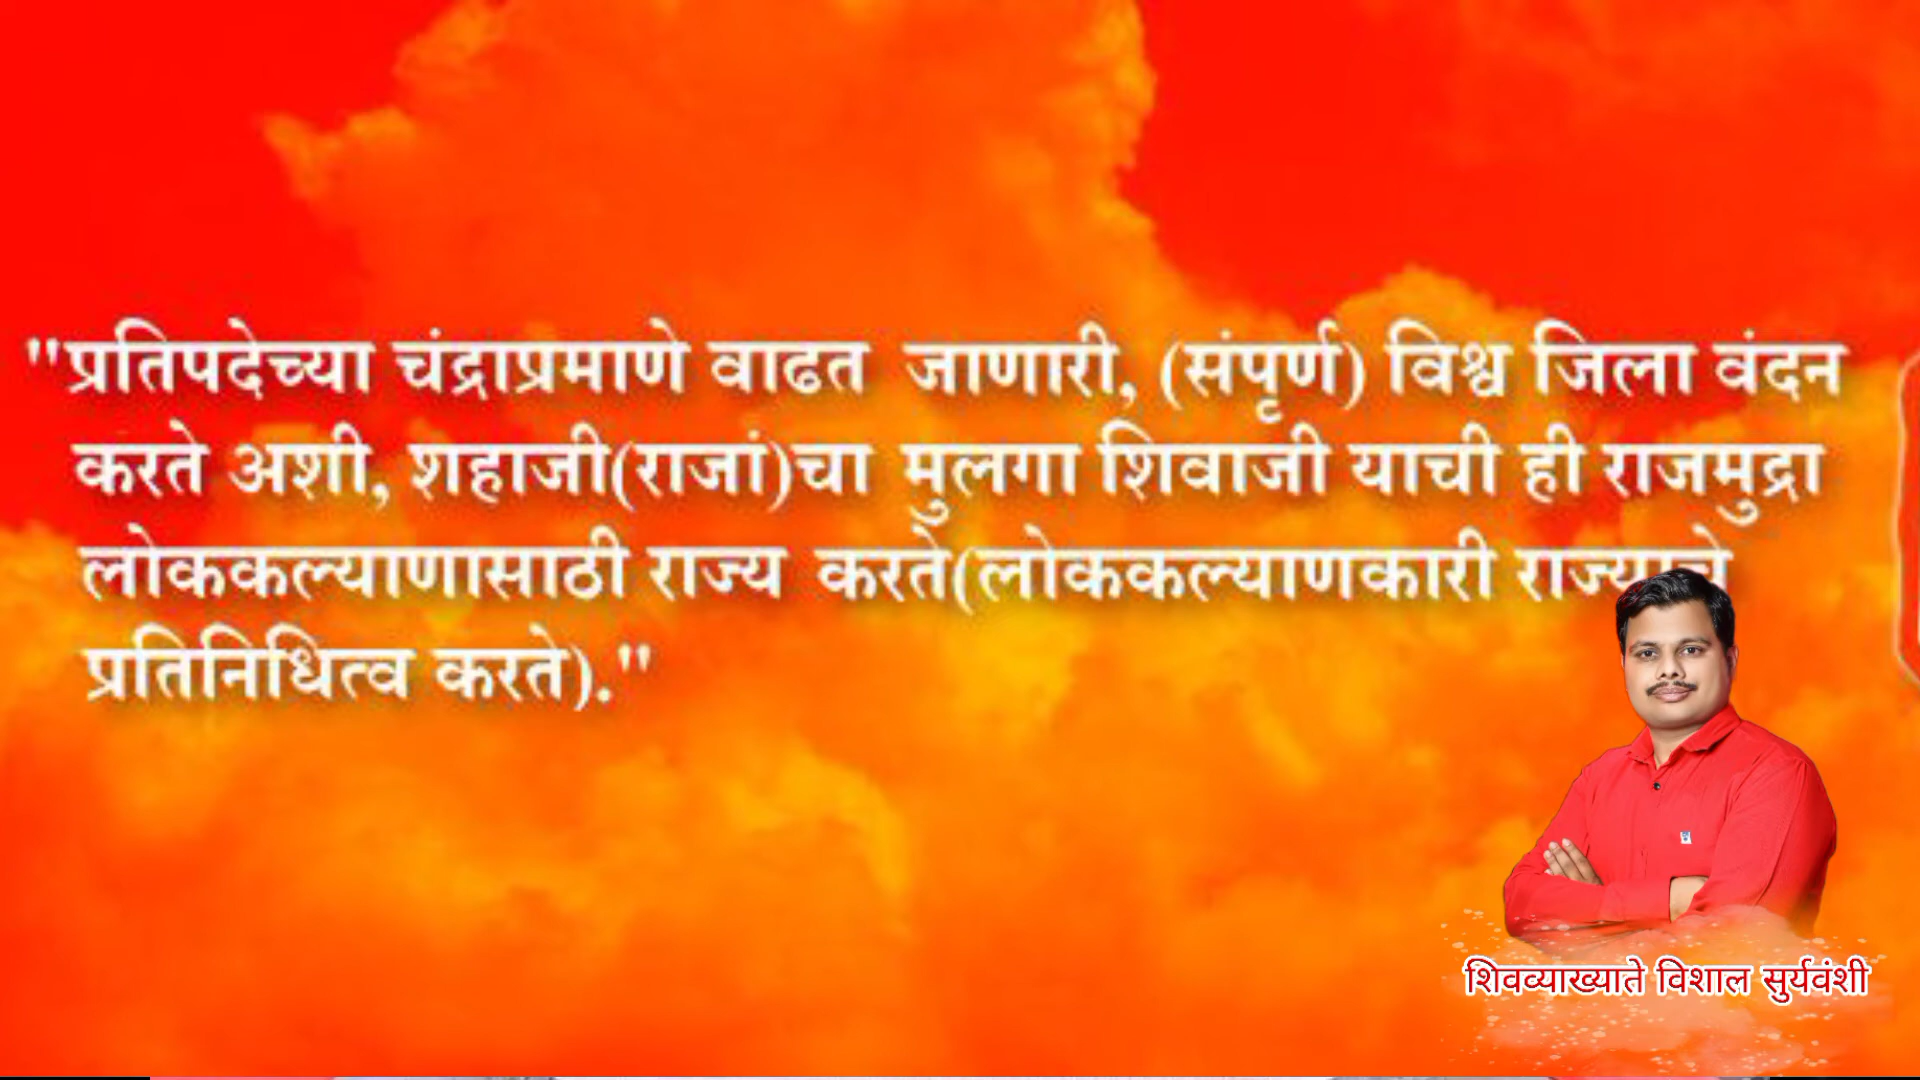 "प्रतिपदेच्या चंद्राप्रमाणे वाढत जाणारी, (संपूर्ण) विश्व जिला वंदन
करते अशी, शहाजी(राजां)चा मुलगा शिवाजी याची ही राजमुद्रा
लोककल्याणासाठी राज्य करते(लोककल्याणकारी राज्याचे
प्रतिनिधित्व करते)."
शिवव्याख्याते विशाल सुर्यवंशी